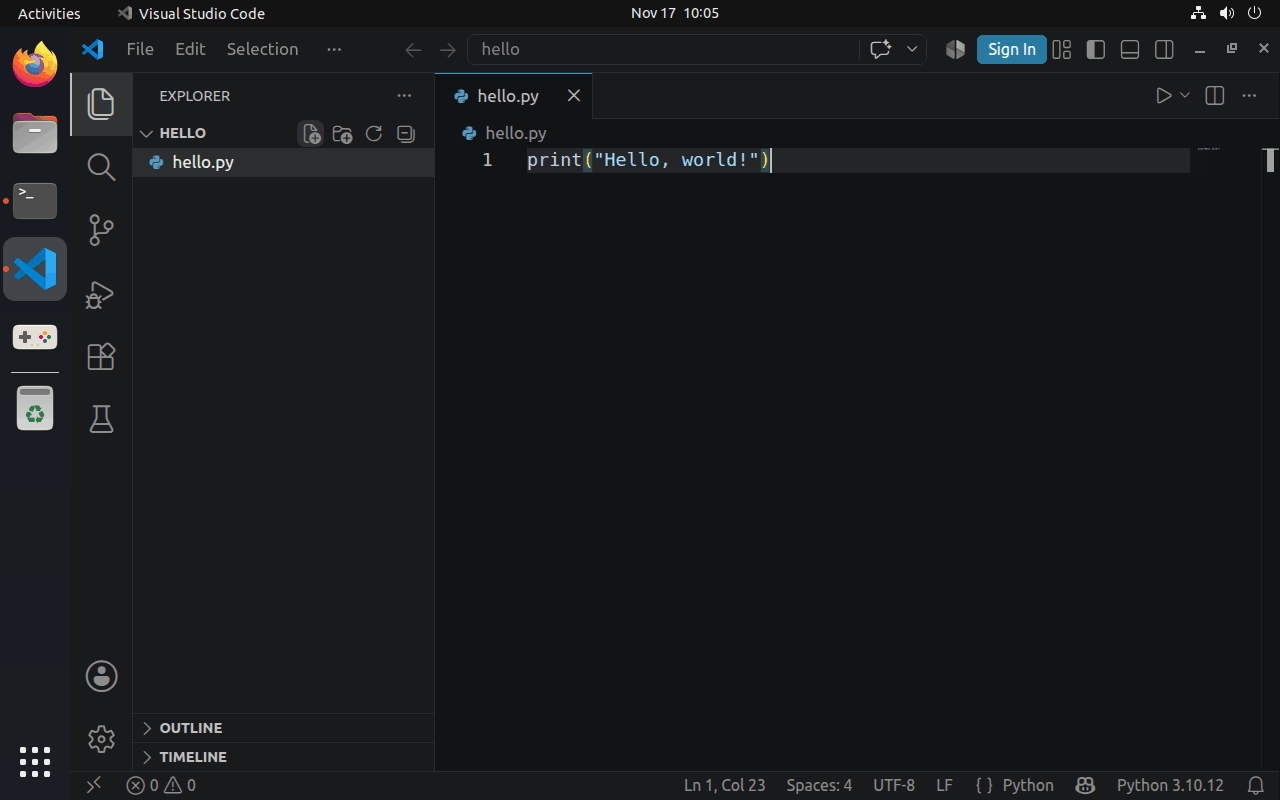 Activities Visual Studio Code Nov 17 10:05
File Edit Selection ... hello Sign In
EXPLORER
HELLO
hello.py
OUTLINE
TIMELINE
hello.py
hello.py
1 print("Hello, world!")
0 0 Ln 1, Col 23 Spaces: 4 UTF-8 LF { } Python Python 3.10.12